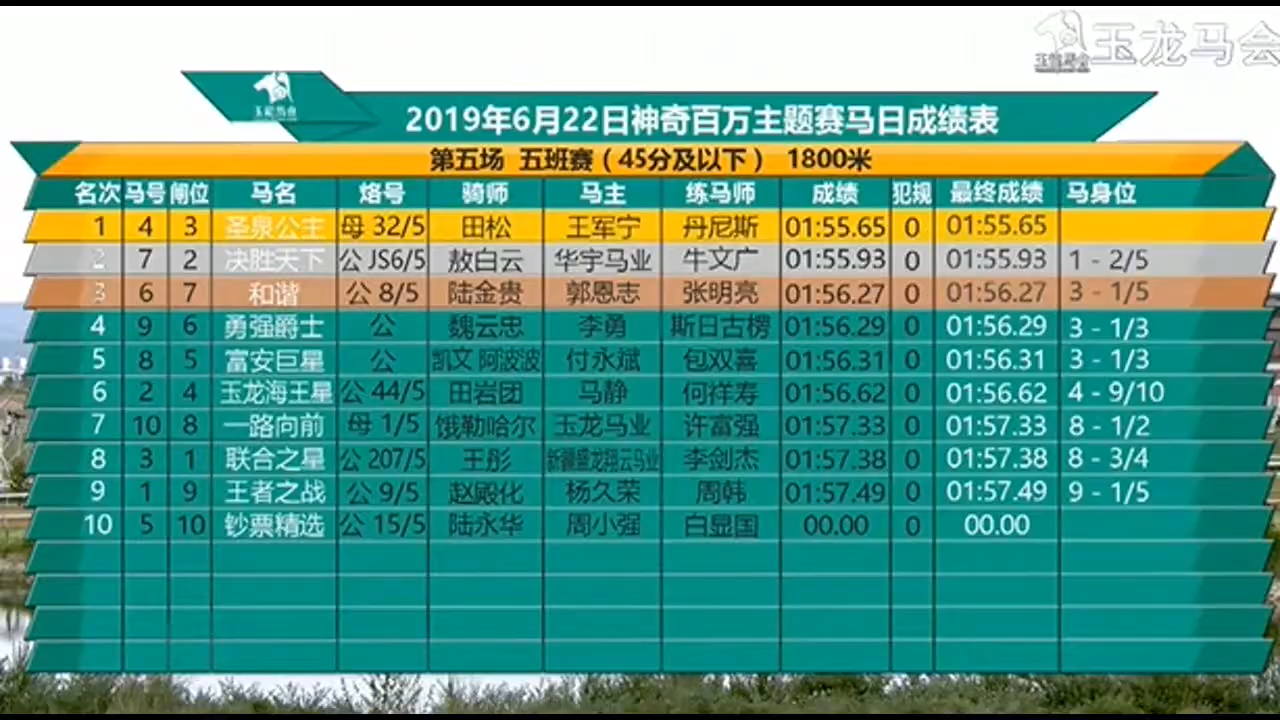 玉龙马会
玉龙马会
玉龙马会
2019年6月22日神奇百万主题赛马日成绩表
第五场 五班赛（45分及以下） 1800米
名次 马号 闸位 马名 烙号 骑师 马主 练马师 成绩 犯规 最终成绩 马身位
1 4 3 圣泉公主 母 32/5 田松 王军宁 丹尼斯 01:55.65 0 01:55.65
2 7 2 决胜天下 公 JS6/5 敖白云 华宇马业 牛文广 01:55.93 0 01:55.93 1 - 2/5
3 6 7 和谐 公 8/5 陆金贵 郭恩志 张明亮 01:56.27 0 01:56.27 3 - 1/5
4 9 6 勇强爵士 公 魏云忠 李勇 斯日古楞 01:56.29 0 01:56.29 3 - 1/3
5 8 5 富安巨星 公 凯文 阿波波 付永斌 包双喜 01:56.31 0 01:56.31 3 - 1/3
6 2 4 玉龙海王星 公 44/5 田岩团 马静 何祥寿 01:56.62 0 01:56.62 4 - 9/10
7 10 8 一路向前 母 1/5 饿勒哈尔 玉龙马业 许富强 01:57.33 0 01:57.33 8 - 1/2
8 3 1 联合之星 公 207/5 王彤 新疆盛龙翔云马业 李剑杰 01:57.38 0 01:57.38 8 - 3/4
9 1 9 王者之战 公 9/5 赵殿化 杨久荣 周韩 01:57.49 0 01:57.49 9 - 1/5
10 5 10 钞票精选 公 15/5 陆永华 周小强 白显国 00.00 0 00.00